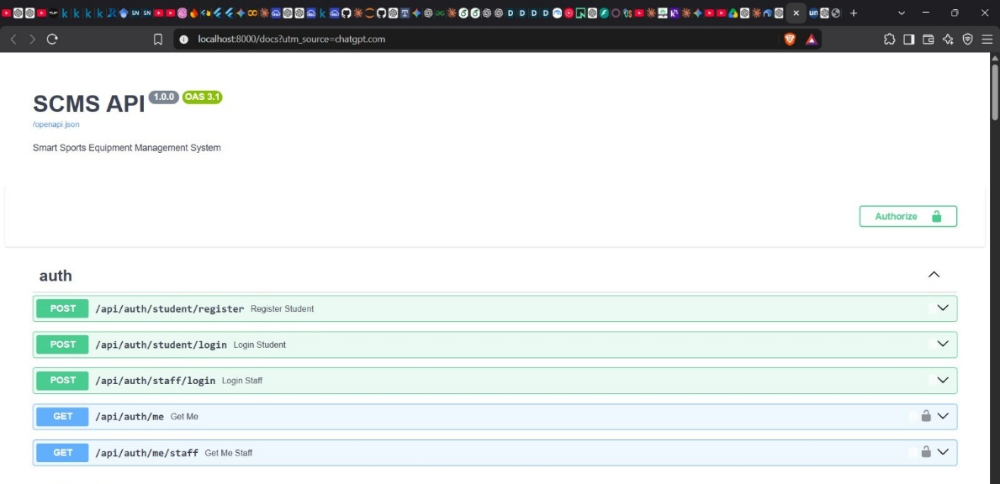 localhost:8000/docs?utm_source=chatgpt.com
SCMS API 1.0.0 OAS 3.1
/openapi.json
Smart Sports Equipment Management System
Authorize
auth
POST /api/auth/student/register Register Student
POST /api/auth/student/login Login Student
POST /api/auth/staff/login Login Staff
GET /api/auth/me Get Me
GET /api/auth/me/staff Get Me Staff